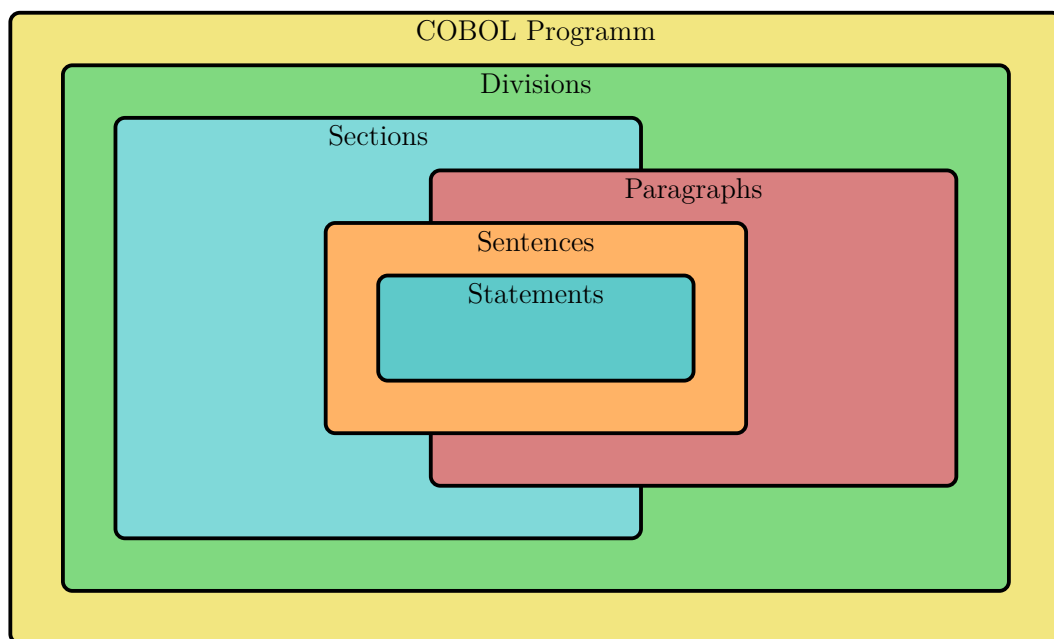 COBOL Programm
Divisions
Sections
Paragraphs
Sentences
Statements